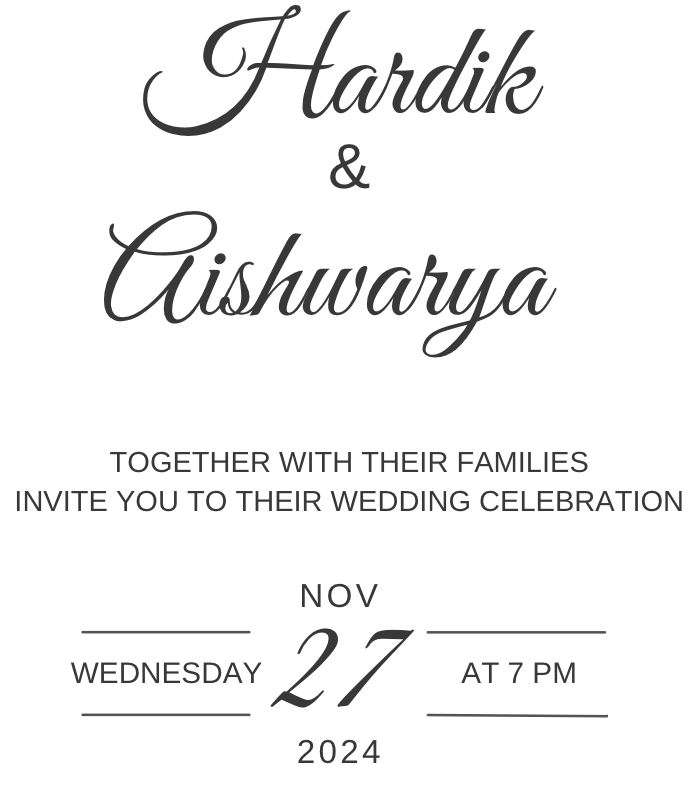 Hardik
&
Aishwarya
TOGETHER WITH THEIR FAMILIES
INVITE YOU TO THEIR WEDDING CELEBRATION
NOV
WEDNESDAY 27 AT 7 PM
2024